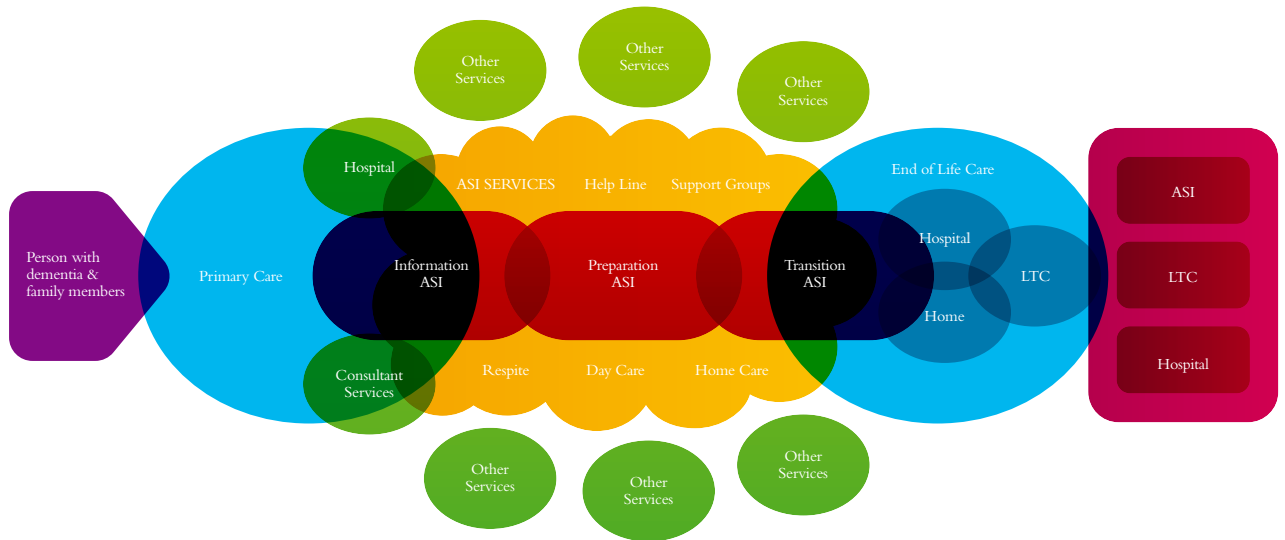 Other
Services
Other
Services
Other
Services
Hospital
ASI SERVICES
Help Line
Support Groups
End of Life Care
ASI
Person with
dementia &
family members
Primary Care
Information
ASI
Preparation
ASI
Transition
ASI
Hospital
LTC
Home
LTC
Consultant
Services
Respite
Day Care
Home Care
Hospital
Other
Services
Other
Services
Other
Services